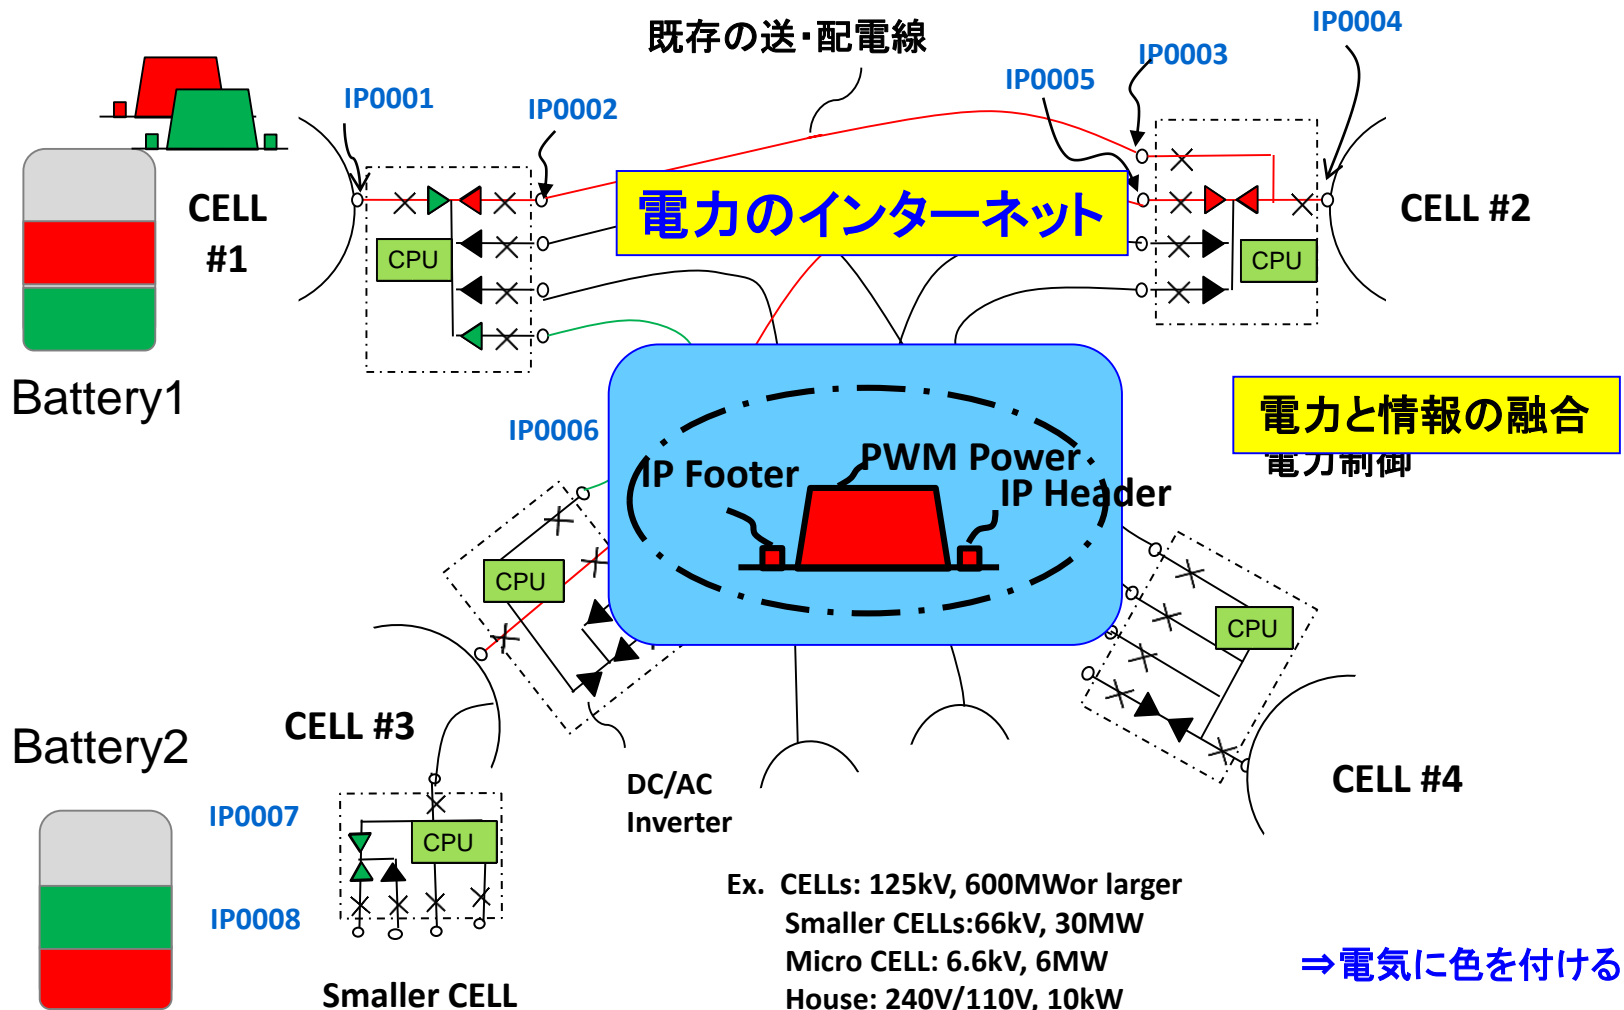 既存の送・配電線
IP0004
IP0003
IP0005
IP0001
IP0002
CELL
#1
電力のインターネット
CELL #2
CPU
CPU
Battery1
電力と情報の融合
電力制御
IP0006
PWM Power
IP Footer
IP Header
CPU
CPU
CELL #3
Battery2
DC/AC
Inverter
CELL #4
IP0007
CPU
IP0008
Smaller CELL
Ex. CELLs: 125kV, 600MWor larger
Smaller CELLs:66kV, 30MW
Micro CELL: 6.6kV, 6MW
House: 240V/110V, 10kW
⇒電気に色を付ける